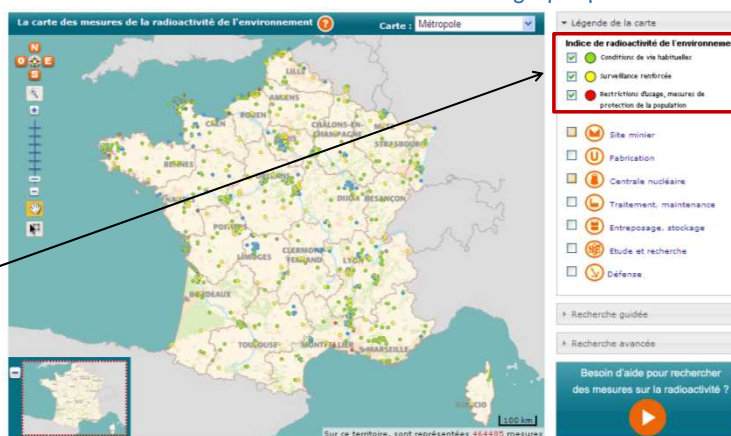 La carte des mesures de la radioactivité de l'environnement ?
Carte : Métropole
N
O E
S
LILLE
AMIENS
ROUEN
CAEN
CHÂLONS-EN-
CHAMPAGNE
STRASBOURG
RENNES
DIJON
BESANÇON
POITIERS
LIMOGES
CLERMONT
FERRAND
LYON
BORDEAUX
TOULOUSE
MONTPELLIER
MARSEILLE
AJACCIO
100 km
Sur ce territoire, sont représentées 464485 mesures
Légende de la carte
Indice de radioactivité de l'environneme
Conditions de vie habituelles
Surveillance renforcée
Restrictions d'usage, mesures de
protection de la population
Site minier
Fabrication
Centrale nucléaire
Traitement, maintenance
Entreposage, stockage
Etude et recherche
Défense
Recherche guidée
Recherche avancée
Besoin d'aide pour rechercher
des mesures sur la radioactivité ?